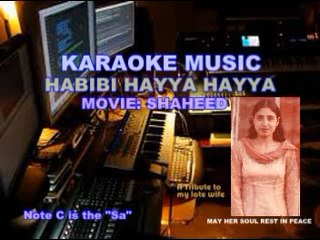 KARAOKE MUSIC
HABIBI HAYYA HAYYA
MOVIE: SHAHEED
A Tribute to
my late wife
Note C is the "Sa"
MAY HER SOUL REST IN PEACE